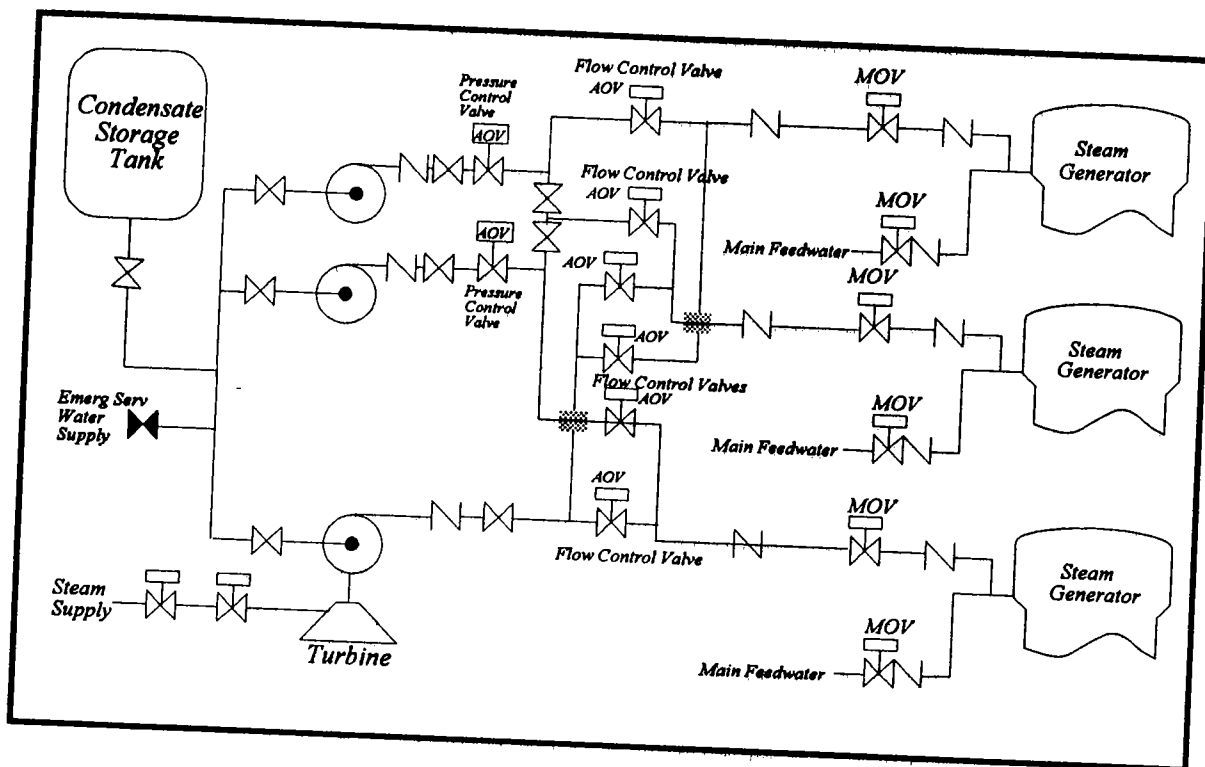 Condensate
Storage
Tank
Pressure
Control
Valve
AOV
Flow Control Valve
AOV
MOV
Steam
Generator
Flow Control Valve
AOV
MOV
Main Feedwater
AOV
Pressure
Control
Valve
AOV
MOV
Steam
Generator
AOV
Flow Control Valves
AOV
Emerg Serv
Water
Supply
MOV
Main Feedwater
AOV
Flow Control Valve
MOV
Steam
Generator
Steam
Supply
Turbine
MOV
Main Feedwater